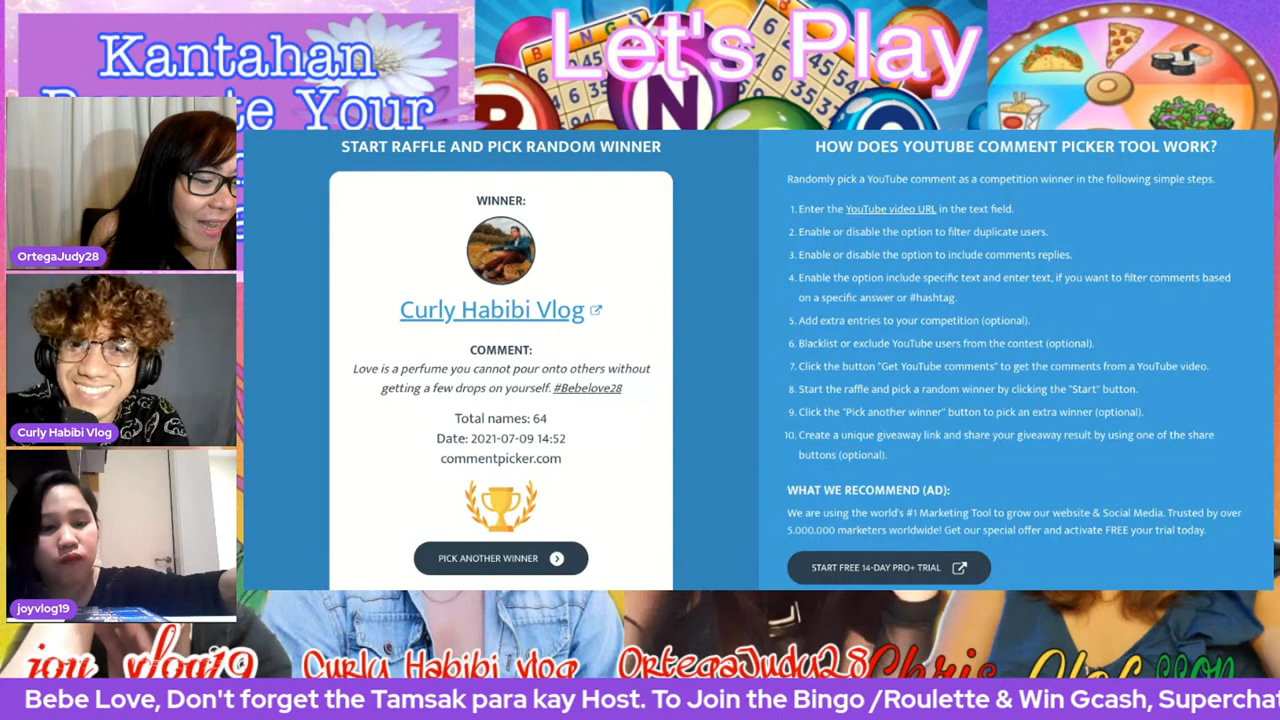 Kantahan
Promote Your
Let's Play
B N O
OrtegaJudy28
Curly Habibi Vlog
joyvlog19
START RAFFLE AND PICK RANDOM WINNER
WINNER:
Curly Habibi Vlog
COMMENT:
Love is a perfume you cannot pour onto others without
getting a few drops on yourself. #Bebelove28
Total names: 64
Date: 2021-07-09 14:52
commentpicker.com
PICK ANOTHER WINNER
HOW DOES YOUTUBE COMMENT PICKER TOOL WORK?
Randomly pick a YouTube comment as a competition winner in the following simple steps.
1. Enter the YouTube video URL in the text field.
2. Enable or disable the option to filter duplicate users.
3. Enable or disable the option to include comments replies.
4. Enable the option include specific text and enter text, if you want to filter comments based
on a specific answer or #hashtag.
5. Add extra entries to your competition (optional).
6. Blacklist or exclude YouTube users from the contest (optional).
7. Click the button "Get YouTube comments" to get the comments from a YouTube video.
8. Start the raffle and pick a random winner by clicking the "Start" button.
9. Click the "Pick another winner" button to pick an extra winner (optional).
10. Create a unique giveaway link and share your giveaway result by using one of the share
buttons (optional).
WHAT WE RECOMMEND (AD):
We are using the world's #1 Marketing Tool to grow our website & Social Media. Trusted by over
5.000.000 marketers worldwide! Get our special offer and activate FREE your trial today.
START FREE 14-DAY PRO+ TRIAL
joy vlog19 Curly Habibi vlog OrtegaJudy28 Chris
Bebe Love, Don't forget the Tamsak para kay Host. To Join the Bingo /Roulette & Win Gcash, Superchat